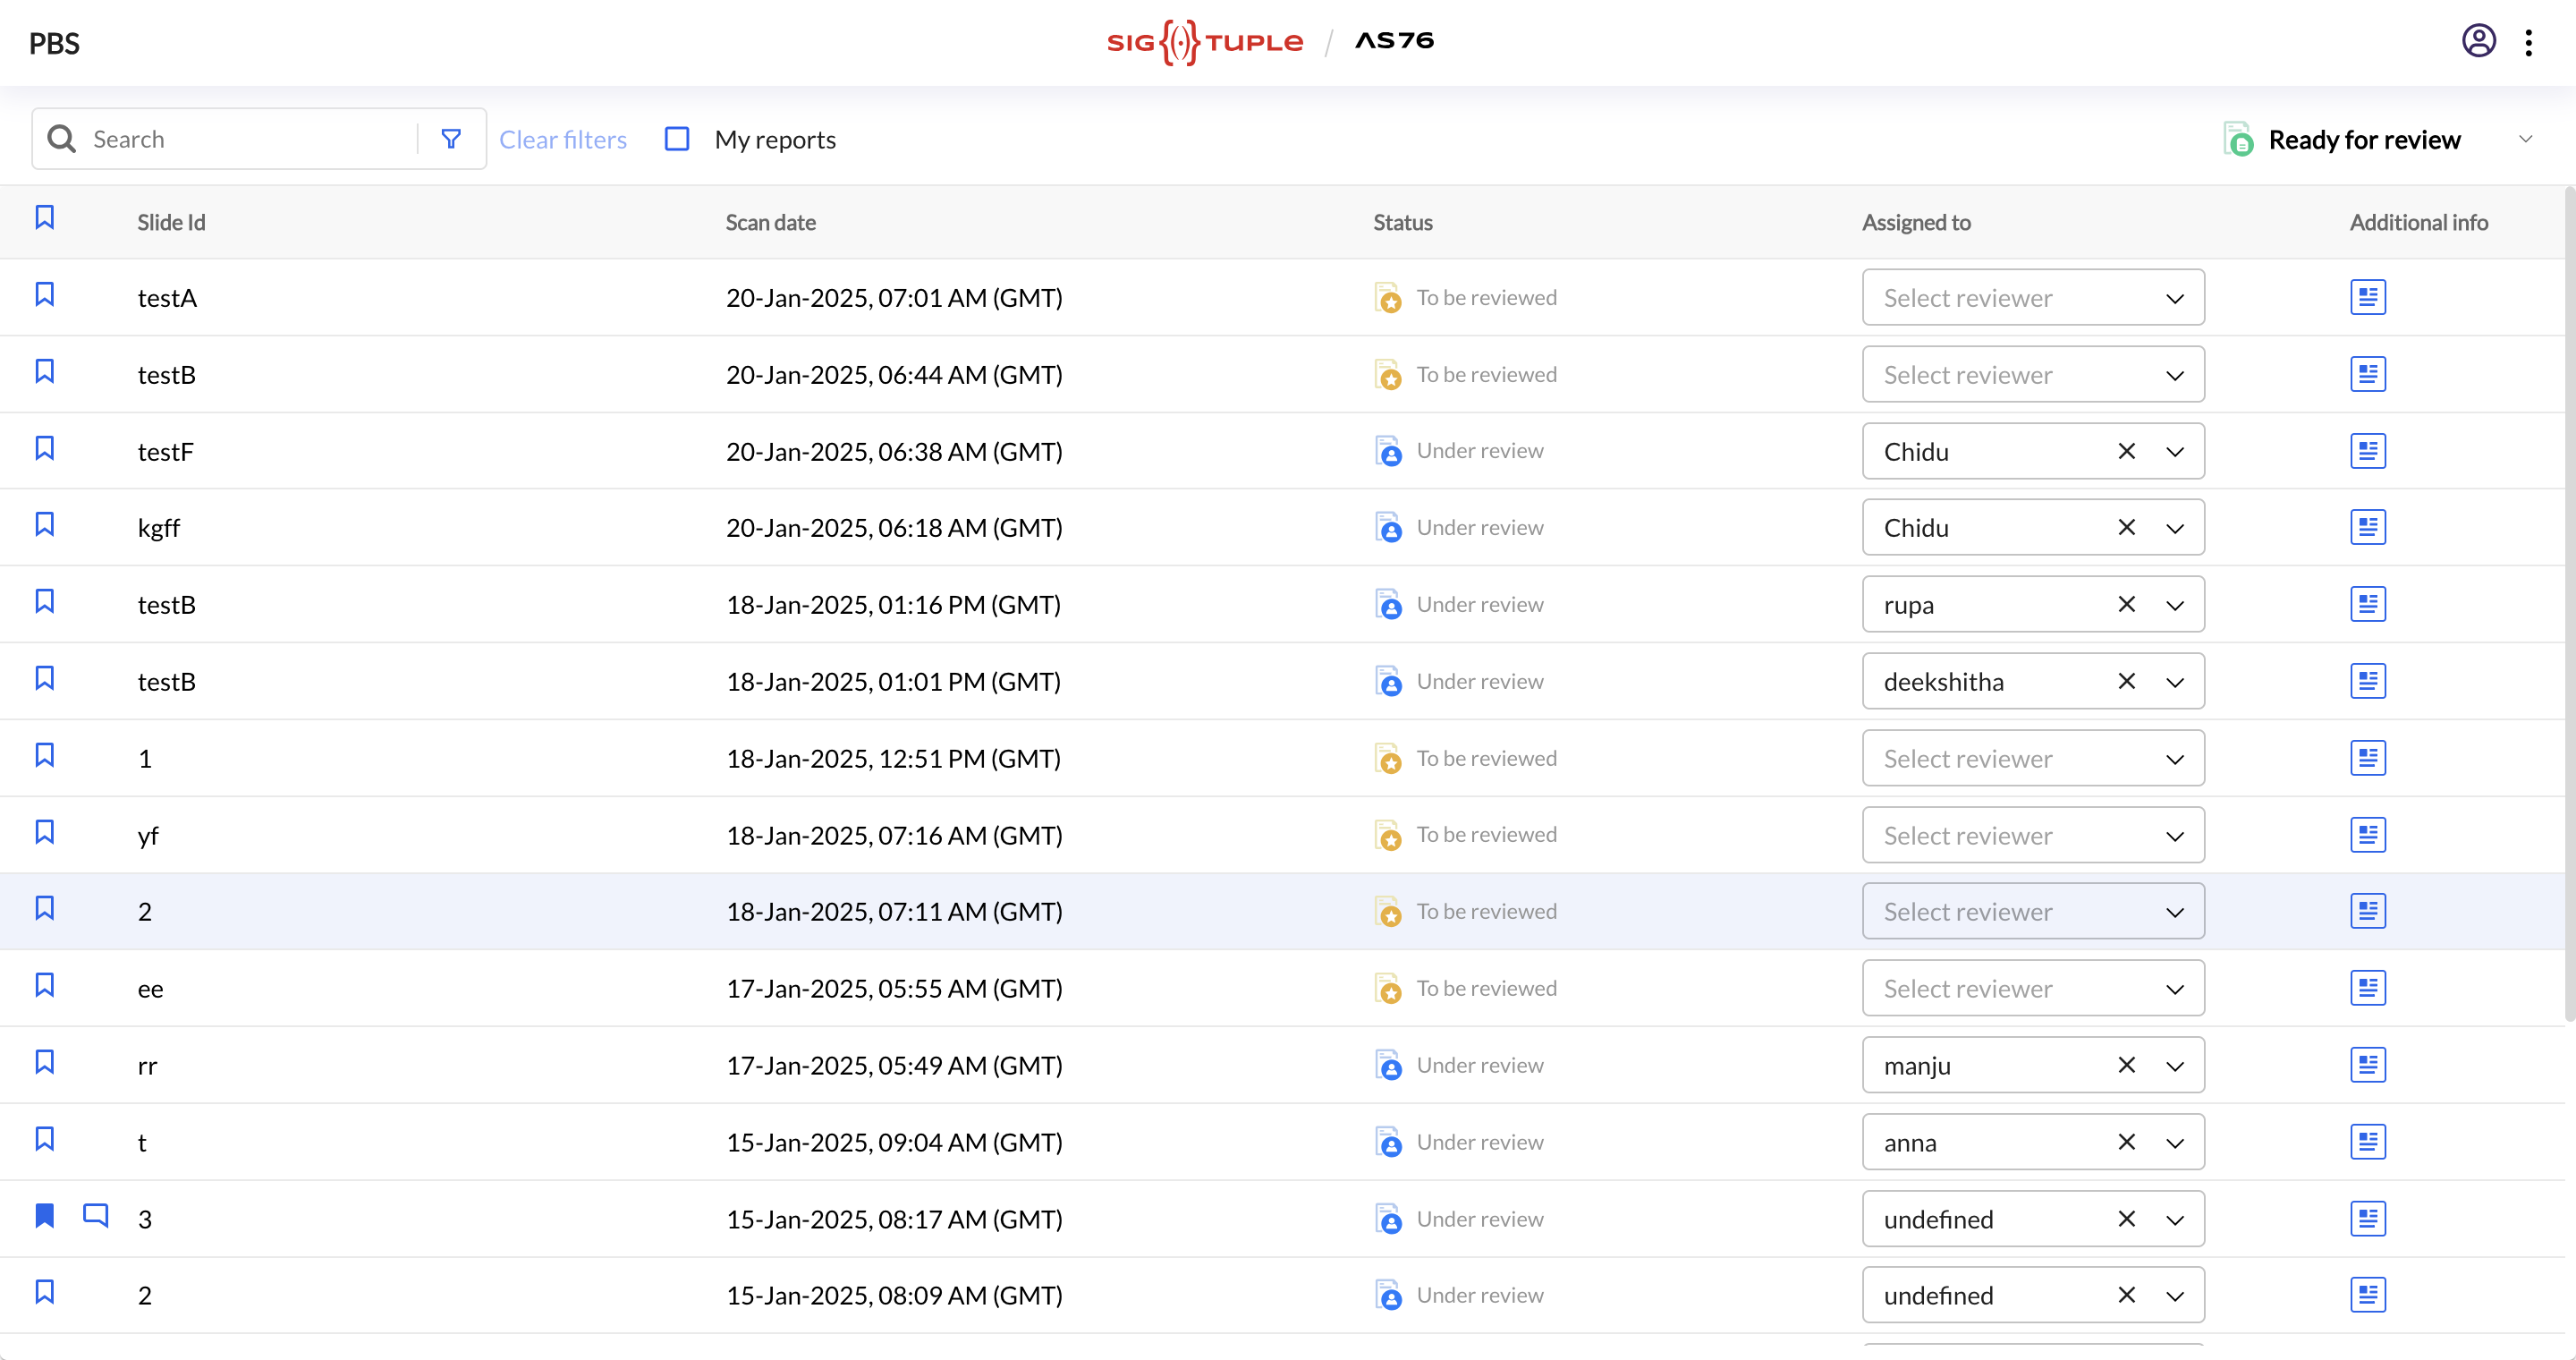 PBS
SIG{(·)}TUPLE / AS76
Search
Clear filters
My reports
Ready for review
Slide Id Scan date Status Assigned to Additional info
testA 20-Jan-2025, 07:01 AM (GMT) To be reviewed Select reviewer
testB 20-Jan-2025, 06:44 AM (GMT) To be reviewed Select reviewer
testF 20-Jan-2025, 06:38 AM (GMT) Under review Chidu
kgff 20-Jan-2025, 06:18 AM (GMT) Under review Chidu
testB 18-Jan-2025, 01:16 PM (GMT) Under review rupa
testB 18-Jan-2025, 01:01 PM (GMT) Under review deekshitha
1 18-Jan-2025, 12:51 PM (GMT) To be reviewed Select reviewer
yf 18-Jan-2025, 07:16 AM (GMT) To be reviewed Select reviewer
2 18-Jan-2025, 07:11 AM (GMT) To be reviewed Select reviewer
ee 17-Jan-2025, 05:55 AM (GMT) To be reviewed Select reviewer
rr 17-Jan-2025, 05:49 AM (GMT) Under review manju
t 15-Jan-2025, 09:04 AM (GMT) Under review anna
3 15-Jan-2025, 08:17 AM (GMT) Under review undefined
2 15-Jan-2025, 08:09 AM (GMT) Under review undefined